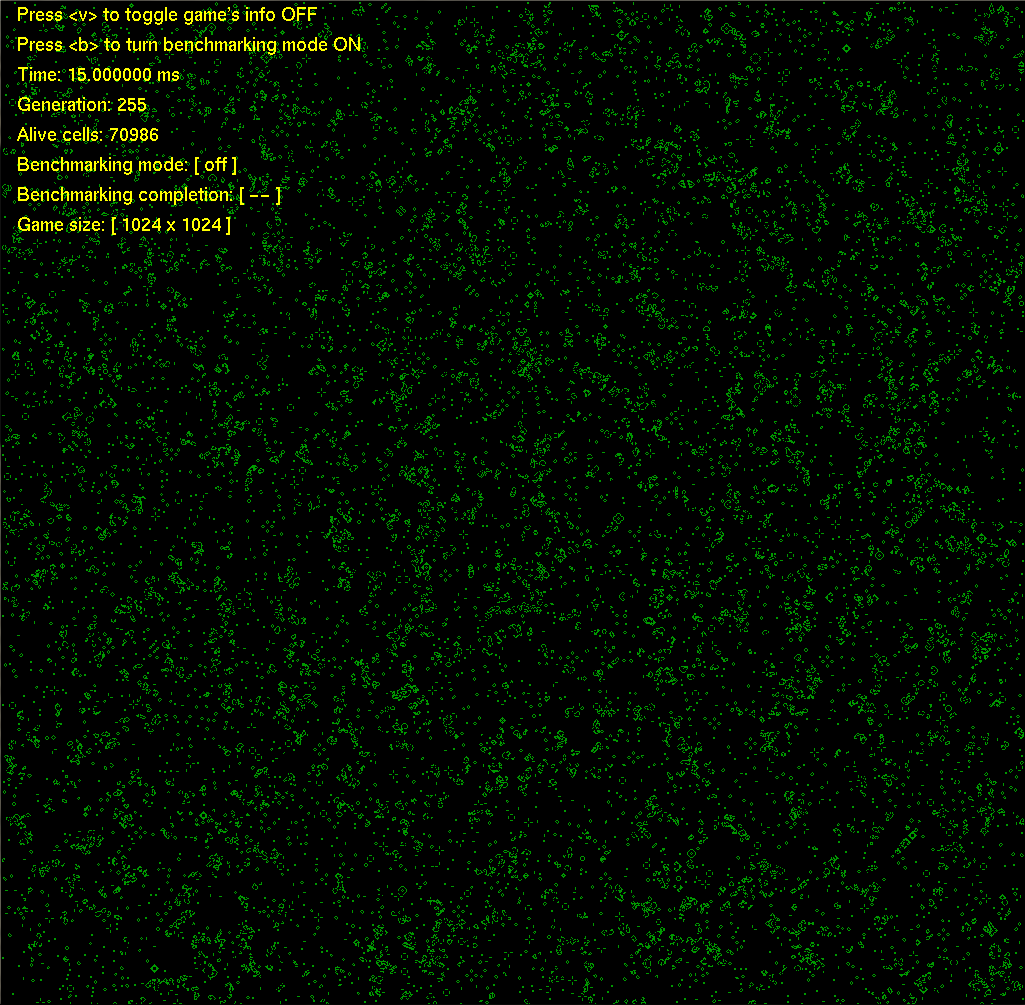 Press <v> to toggle game's info OFF
Press <b> to turn benchmarking mode ON
Time: 15.000000 ms
Generation: 255
Alive cells: 70986
Benchmarking mode: [ off ]
Benchmarking completion: [ -- ]
Game size: [ 1024 x 1024 ]